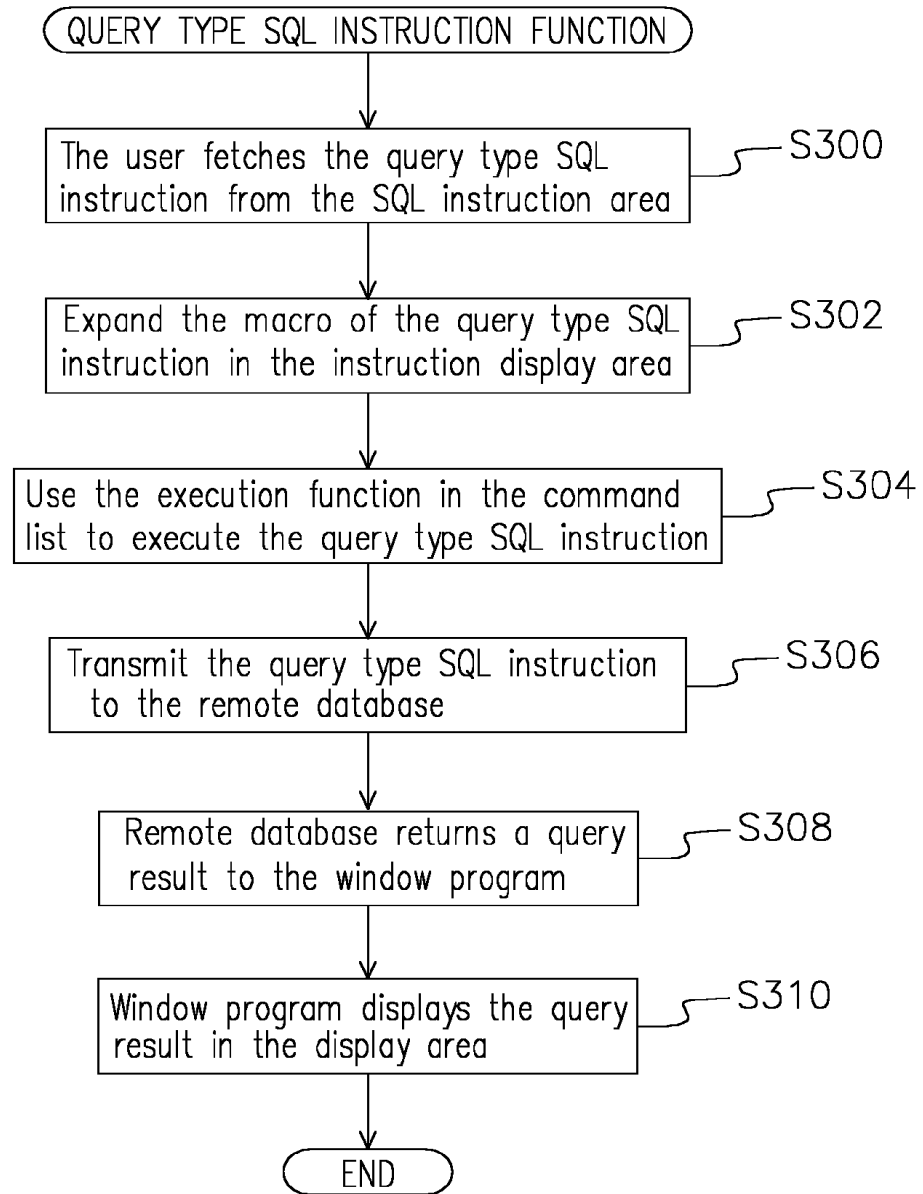 QUERY TYPE SQL INSTRUCTION FUNCTION
The user fetches the query type SQL
instruction from the SQL instruction area
S300
Expand the macro of the query type SQL
instruction in the instruction display area
S302
Use the execution function in the command
list to execute the query type SQL instruction
S304
Transmit the query type SQL instruction
to the remote database
S306
Remote database returns a query
result to the window program
S308
Window program displays the query
result in the display area
S310
END